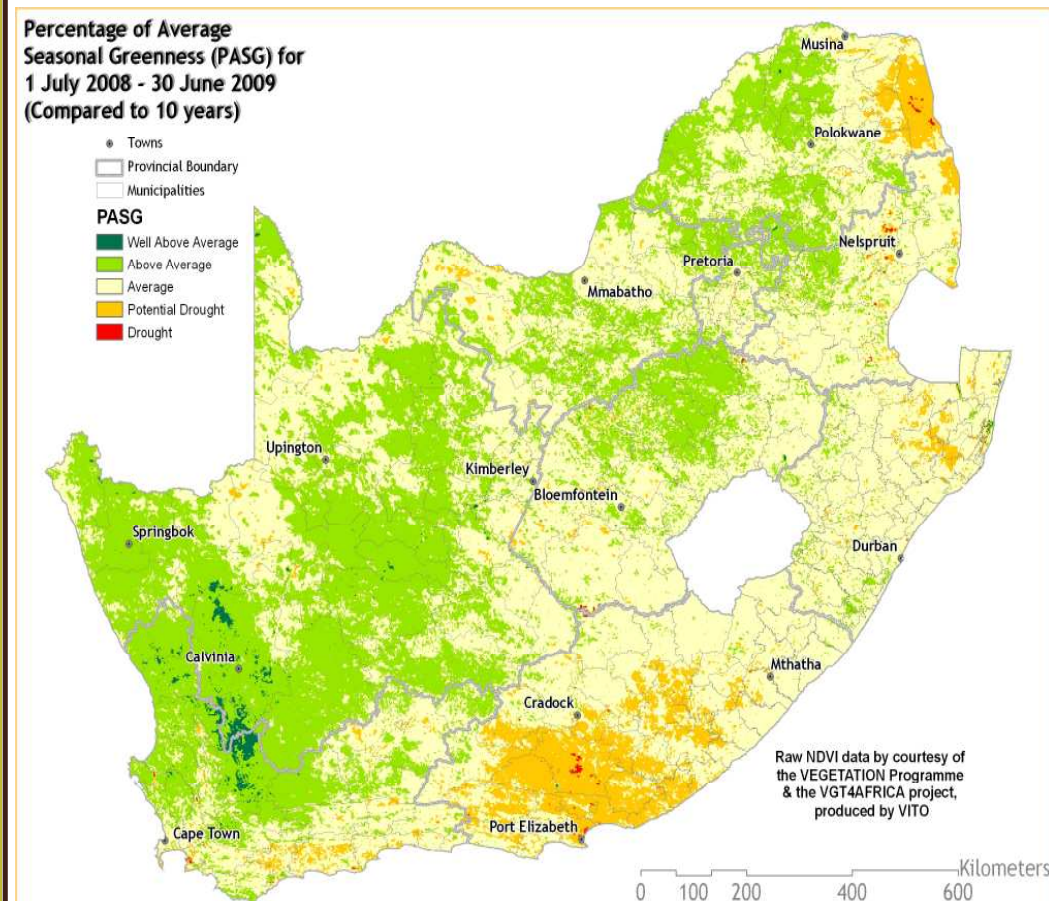 Percentage of Average
Seasonal Greenness (PASG) for
1 July 2008 - 30 June 2009
(Compared to 10 years)
Towns
Provincial Boundary
Municipalities
PASG
Well Above Average
Above Average
Average
Potential Drought
Drought
Musina
Polokwane
Nelspruit
Pretoria
Mmabatho
Upington
Kimberley
Bloemfontein
Springbok
Durban
Calvinia
Mthatha
Cradock
Raw NDVI data by courtesy of
the VEGETATION Programme
& the VGT4AFRICA project,
produced by VITO
Cape Town
Port Elizabeth
Kilometers
0 100 200 400 600